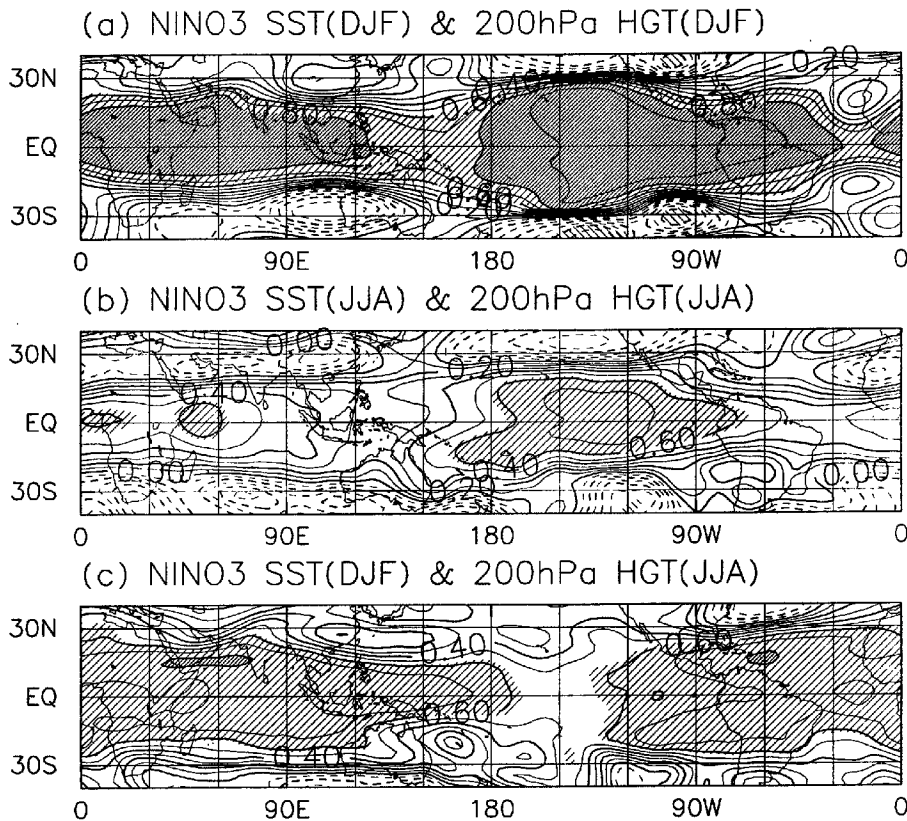 (a) NINO3 SST(DJF) & 200hPa HGT(DJF)
0.20
30N
0.80
0.80
EQ
30S
0 90E 180 90W 0
(b) NINO3 SST(JJA) & 200hPa HGT(JJA)
0.00
30N
0.20
0.40
EQ
0.60
0.00
0.40
0.00
0.20
30S
0 90E 180 90W 0
(c) NINO3 SST(DJF) & 200hPa HGT(JJA)
30N
0.40
EQ
0.60
0.40
30S
0 90E 180 90W 0